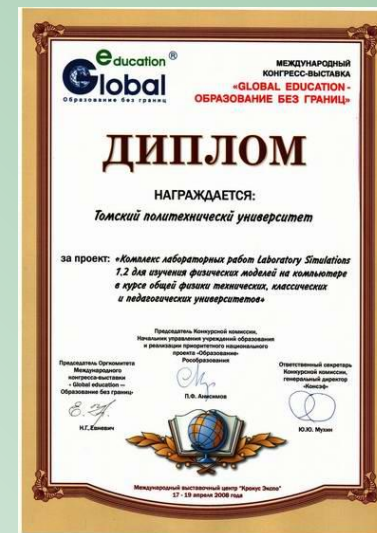 education ®
Global
Образование без границ
МЕЖДУНАРОДНЫЙ
КОНГРЕСС-ВЫСТАВКА
«GLOBAL EDUCATION -
ОБРАЗОВАНИЕ БЕЗ ГРАНИЦ»
ДИПЛОМ
НАГРАЖДАЕТСЯ:
Томский политехническй университет
за проект: «Комплекс лабораторных работ Laboratory Simulations
1.2 для изучения физических моделей на компьютере
в курсе общей физики технических, классических
и педагогических университетов»
Председатель Конкурсной комиссии,
Начальник управления учреждений образования
и реализации приоритетного национального
проекта «Образование»
Рособразования
П.Ф. Анисимов
Председатель Оргкомитета
Международного
конгресса-выставки
« Global education —
Образование без границ»
Н.Г. Евневич
Ответственный секретарь
Конкурсной комиссии,
генеральный директор
«Консэф»
Ю.Ю. Мухин
Международный выставочный центр "Крокус Экспо"
17 - 19 апреля 2008 года